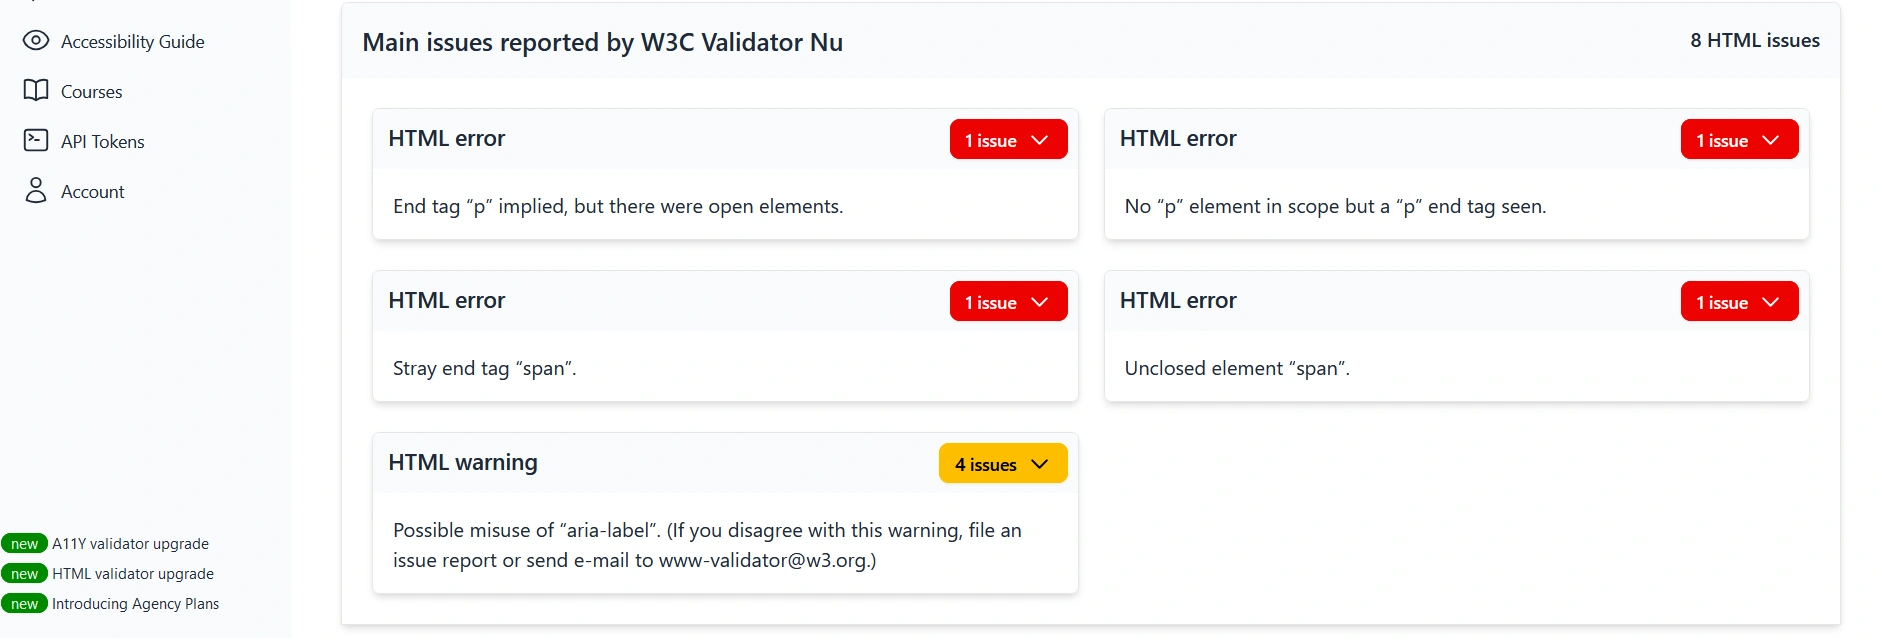 Accessibility Guide
Courses
API Tokens
Account
new A11Y validator upgrade
new HTML validator upgrade
new Introducing Agency Plans
Main issues reported by W3C Validator Nu
8 HTML issues
HTML error
1 issue
End tag “p” implied, but there were open elements.
HTML error
1 issue
No “p” element in scope but a “p” end tag seen.
HTML error
1 issue
Stray end tag “span”.
HTML error
1 issue
Unclosed element “span”.
HTML warning
4 issues
Possible misuse of “aria-label”. (If you disagree with this warning, file an
issue report or send e-mail to www-validator@w3.org.)